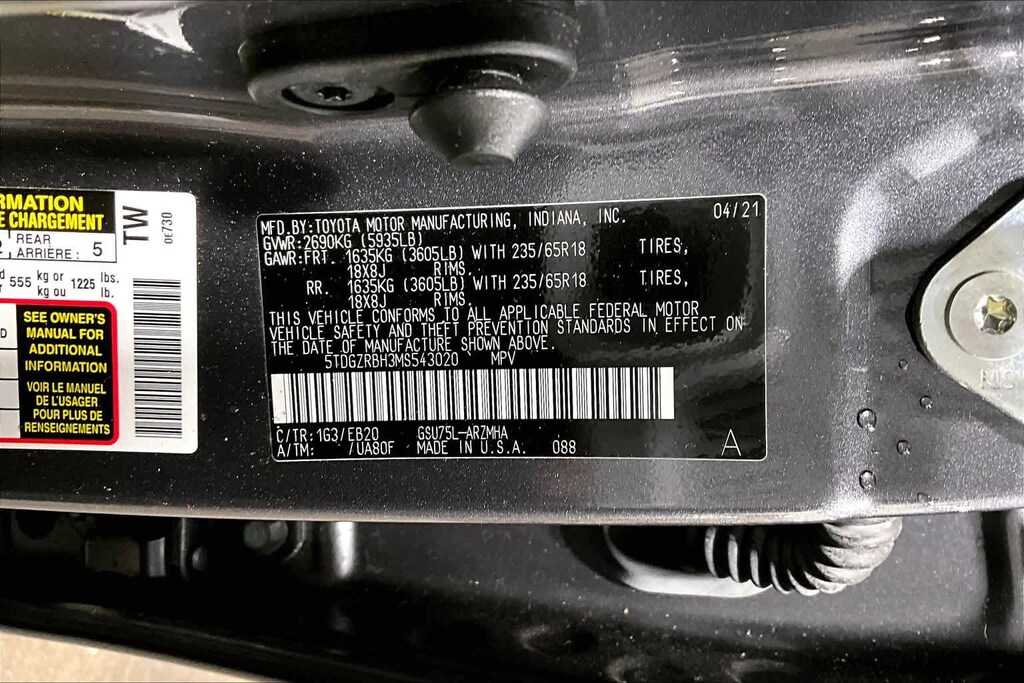 RMATION
E CHARGEMENT
REAR
ARRIERE: 5
555 kg or 1225 lbs.
kg ou lb.
SEE OWNER'S
MANUAL FOR
ADDITIONAL
INFORMATION
VOIR LE MANUEL
DE L'USAGER
POUR PLUS DE
RENSEIGNEMENTS
TW
0E730
MFD.BY:TOYOTA MOTOR MANUFACTURING, INDIANA, INC. 04/21
GVWR:2690KG (5935LB)
GAWR:FRT. 1635KG (3605LB) WITH 235/65R18 TIRES,
18X8J RIMS.
RR. 1635KG (3605LB) WITH 235/65R18 TIRES,
18X8J RIMS.
THIS VEHICLE CONFORMS TO ALL APPLICABLE FEDERAL MOTOR
VEHICLE SAFETY AND THEFT PREVENTION STANDARDS IN EFFECT ON
THE DATE OF MANUFACTURE SHOWN ABOVE.
5TDGZRBH3MS543020 MPV
C/TR: 1G3/EB20 GSU75L-ARZMHA
A/TM: /UA80F MADE IN U.S.A. 088
A